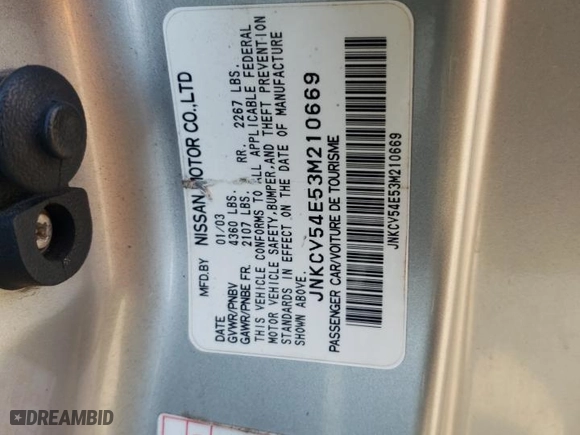 MFD.BY NISSAN MOTOR CO.,LTD
DATE 01/03
GVWR/PNBV 4360 LBS.
GAWR/PNBE FR. 2107 LBS. RR. 2267 LBS.
THIS VEHICLE CONFORMS TO ALL APPLICABLE FEDERAL
MOTOR VEHICLE SAFETY,BUMPER,AND THEFT PREVENTION
STANDARDS IN EFFECT ON THE DATE OF MANUFACTURE
SHOWN ABOVE.
JNKCV54E53M210669
PASSENGER CAR/VOITURE DE TOURISME
JNKCV54E53M210669
DREAMBID